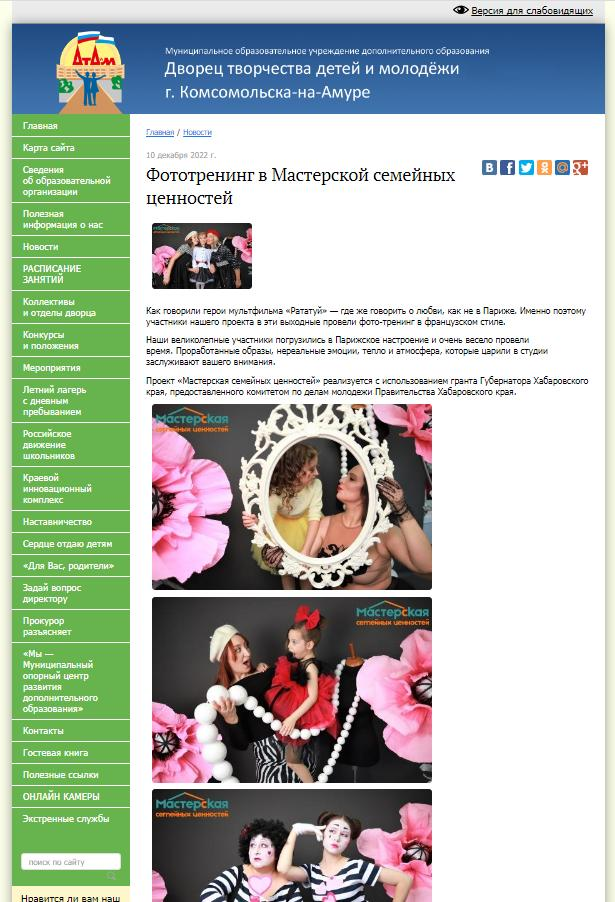 Версия для слабовидящих
ДТДиМ
Муниципальное образовательное учреждение дополнительного образования
Дворец творчества детей и молодёжи
г. Комсомольска-на-Амуре
Главная
Карта сайта
Сведения
об образовательной
организации
Полезная
информация о нас
Новости
РАСПИСАНИЕ
ЗАНЯТИЙ
Коллективы
и отделы дворца
Конкурсы
и положения
Мероприятия
Летний лагерь
с дневным
пребыванием
Российское
движение
школьников
Краевой
инновационный
комплекс
Наставничество
Сердце отдаю детям
«Для Вас, родители»
Задай вопрос
директору
Прокурор
разъясняет
«Мы —
Муниципальный
опорный центр
развития
дополнительного
образования»
Контакты
Гостевая книга
Полезные ссылки
ОНЛАЙН КАМЕРЫ
Экстренные службы
поиск по сайту
Нравится ли вам наш
Главная / Новости
10 декабря 2022 г.
Фототренинг в Мастерской семейных
ценностей
Мастерская
Как говорили герои мультфильма «Рататуй» — где же говорить о любви, как не в Париже. Именно поэтому
участники нашего проекта в эти выходные провели фото-тренинг в французском стиле.
Наши великолепные участники погрузились в Парижское настроение и очень весело провели
время. Проработанные образы, нереальные эмоции, тепло и атмосфера, которые царили в студии
заслуживают вашего внимания.
Проект «Мастерская семейных ценностей» реализуется с использованием гранта Губернатора Хабаровского
края, предоставленного комитетом по делам молодежи Правительства Хабаровского края.
Мастерская
семейных ценностей
Мастерская
семейных ценностей
Мастерская
семейных ценностей